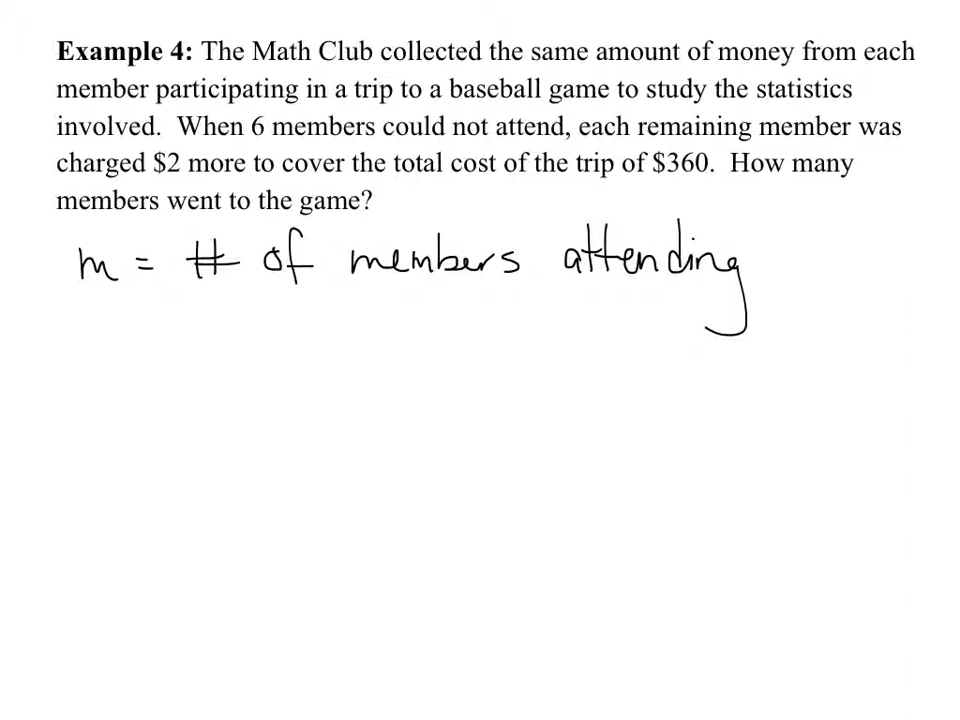 Example 4: The Math Club collected the same amount of money from each
member participating in a trip to a baseball game to study the statistics
involved.  When 6 members could not attend, each remaining member was
charged $2 more to cover the total cost of the trip of $360.  How many
members went to the game?
m = # of members attending